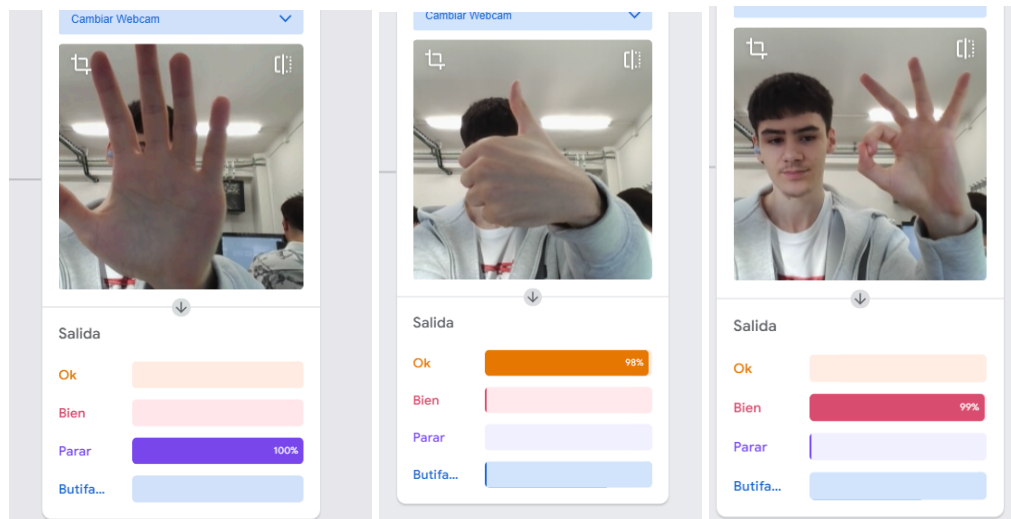 Cambiar Webcam
Salida
Ok
Bien
Parar
100%
Butifa...
Cambiar Webcam
Salida
Ok
98%
Bien
Parar
Butifa...
Salida
Ok
Bien
99%
Parar
Butifa...